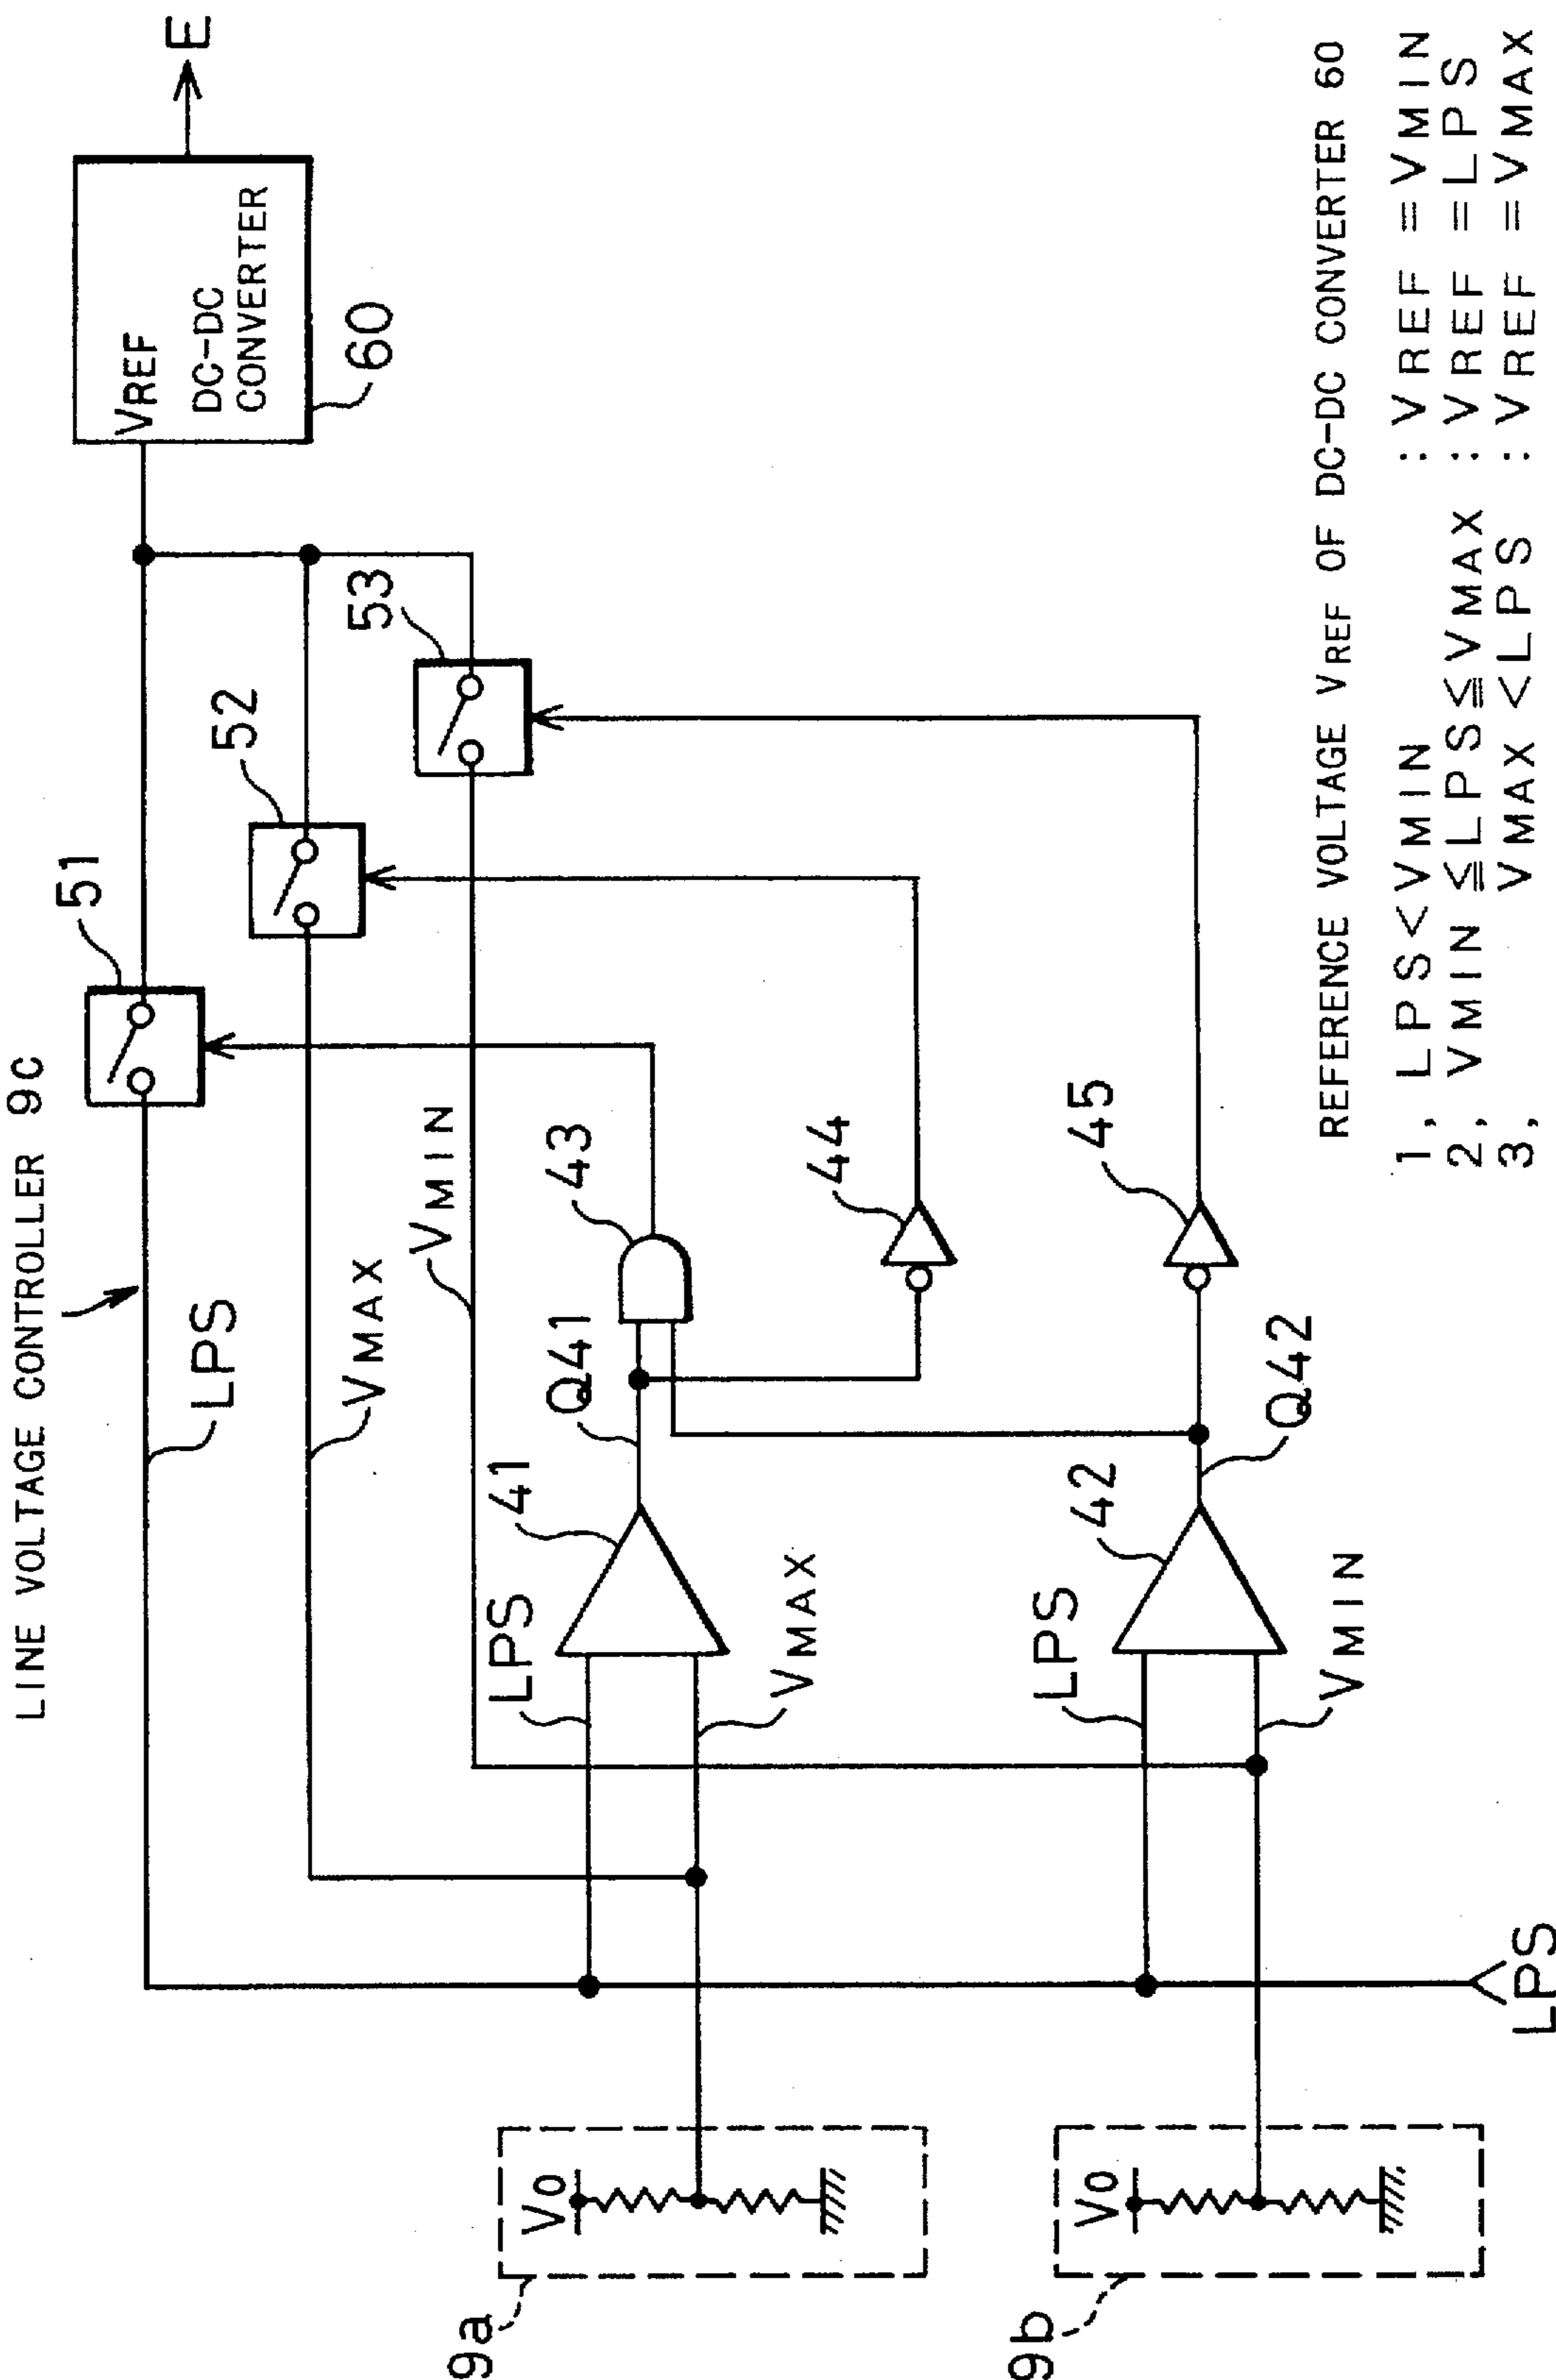 LINE VOLTAGE CONTROLLER 9C
51
52
53
VREF
DC-DC
CONVERTER
E
60
LPS
VMAX
VMIN
43
44
45
Q41
Q42
41
42
LPS
VMAX
LPS
VMIN
9a
V0
9b
V0
LPS
REFERENCE VOLTAGE VREF OF DC-DC CONVERTER 60
1, LPS<VMIN : VREF=VMIN
2, VMIN≦LPS≦VMAX : VREF=LPS
3, VMAX<LPS : VREF=VMAX